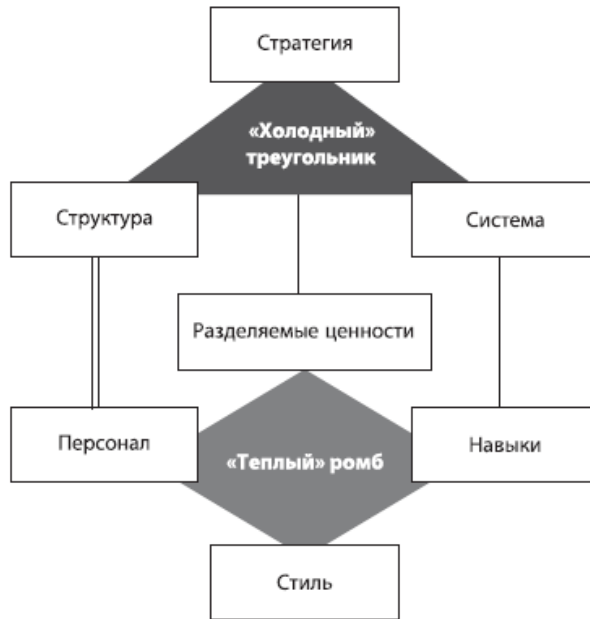 Стратегия
«Холодный»
треугольник
Структура
Система
Разделяемые ценности
Персонал
«Теплый» ромб
Навыки
Стиль